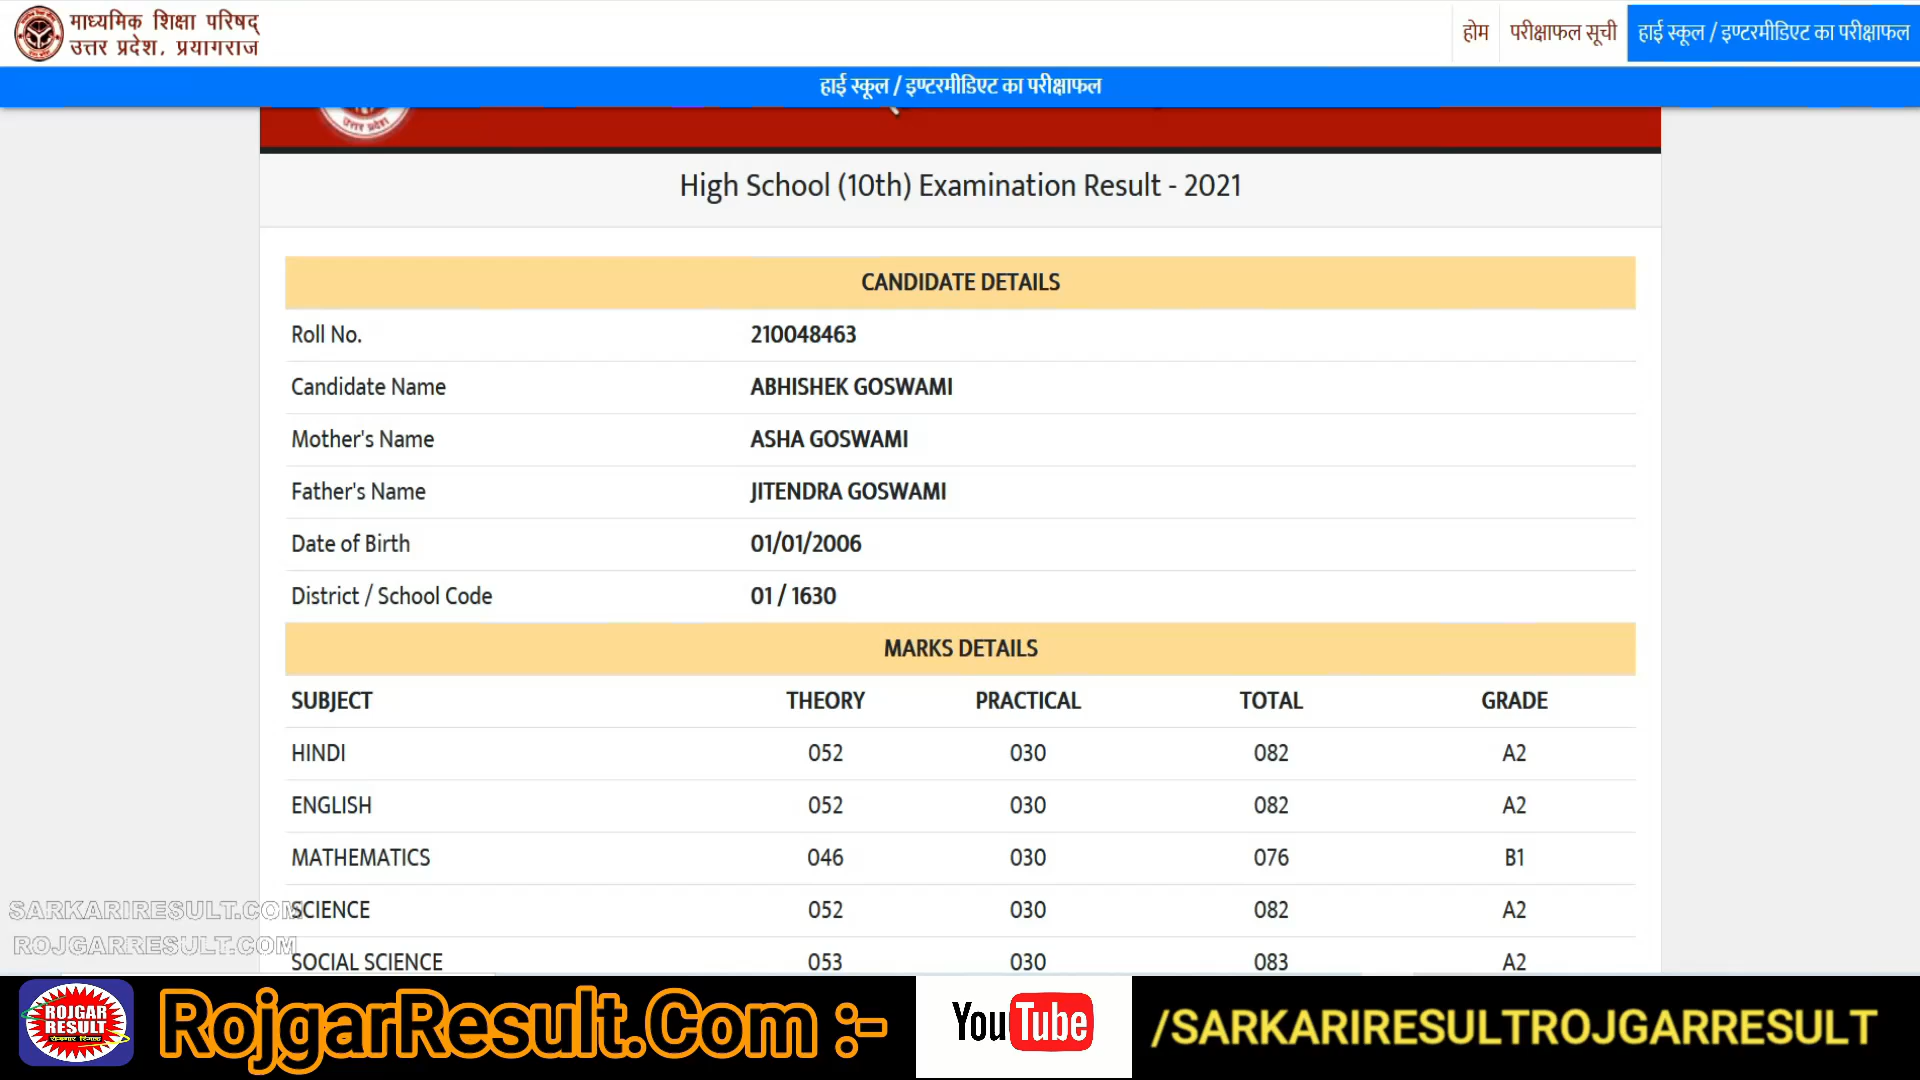 माध्यमिक शिक्षा परिषद्
उत्तर प्रदेश, प्रयागराज
होम
परीक्षाफल सूची
हाई स्कूल / इण्टरमीडिएट का परीक्षाफल
हाई स्कूल / इण्टरमीडिएट का परीक्षाफल
उत्तर प्रदेश
High School (10th) Examination Result - 2021
CANDIDATE DETAILS
Roll No. 210048463
Candidate Name ABHISHEK GOSWAMI
Mother's Name ASHA GOSWAMI
Father's Name JITENDRA GOSWAMI
Date of Birth 01/01/2006
District / School Code 01 / 1630
MARKS DETAILS
SUBJECT THEORY PRACTICAL TOTAL GRADE
HINDI 052 030 082 A2
ENGLISH 052 030 082 A2
MATHEMATICS 046 030 076 B1
SCIENCE 052 030 082 A2
SOCIAL SCIENCE 053 030 083 A2
SARKARIRESULT.COM
ROJGARRESULT.COM
ROJGAR
RESULT
रोजगार रिजल्ट
RojgarResult.Com :-
YouTube
/SARKARIRESULTROJGARRESULT